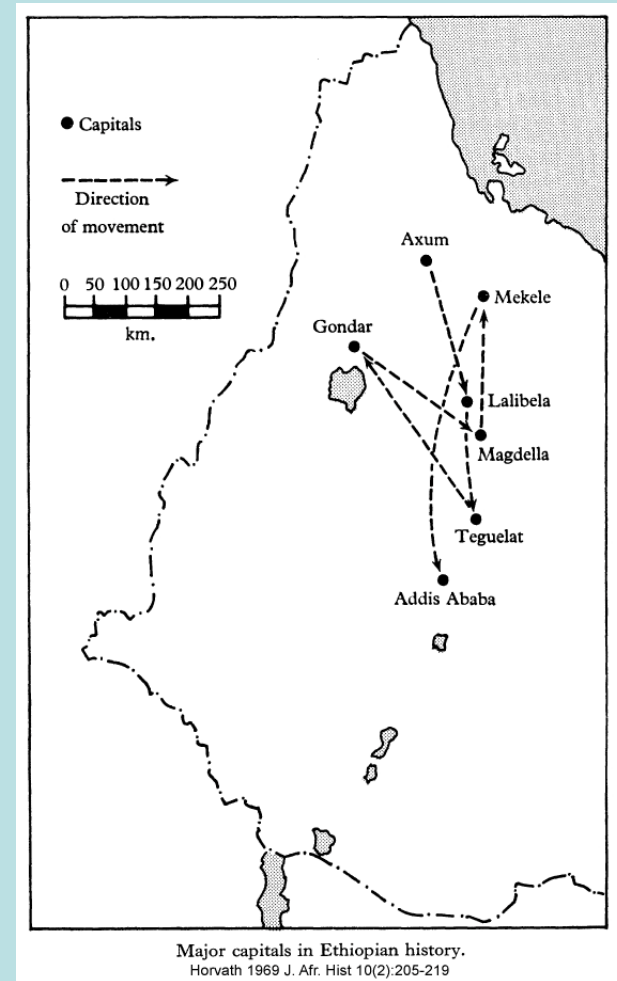 Capitals
Direction
of movement
0 50 100 150 200 250
km.
Axum
Mekele
Gondar
Lalibela
Magdella
Teguelat
Addis Ababa
Major capitals in Ethiopian history.
Horvath 1969 J. Afr. Hist 10(2):205-219